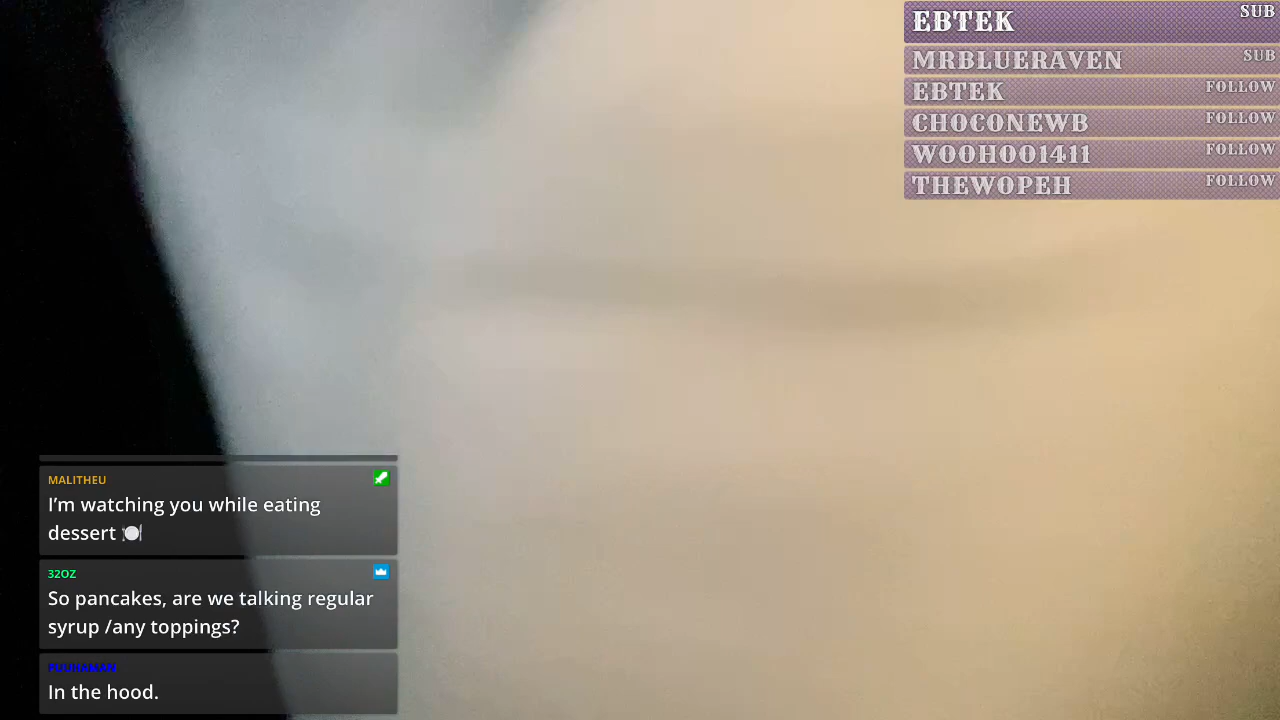 EBTEK SUB
MRBLUERAVEN SUB
EBTEK FOLLOW
CHOCONEWB FOLLOW
WOOHOO1411 FOLLOW
THEWOPEH FOLLOW
MALITHEU
I'm watching you while eating
dessert 🍽
32OZ
So pancakes, are we talking regular
syrup /any toppings?
FUUHAMAN
In the hood.